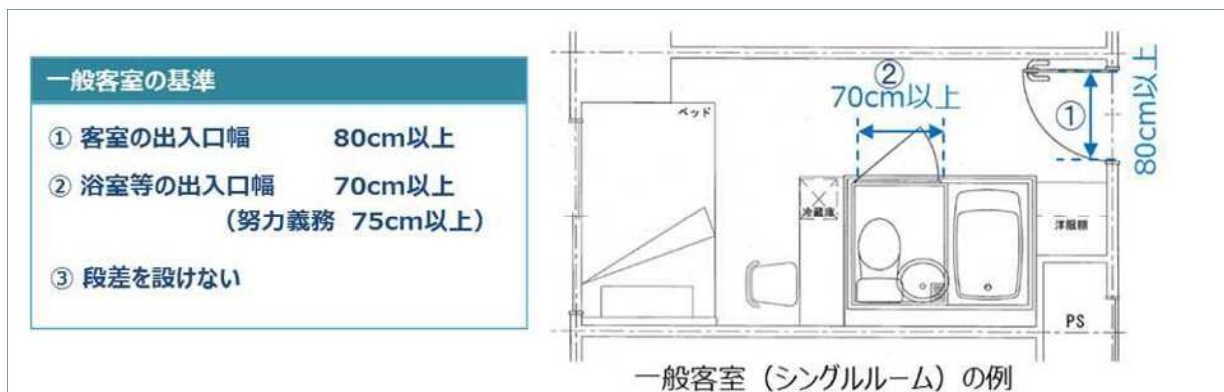 一般客室の基準
① 客室の出入口幅 80cm以上
② 浴室等の出入口幅 70cm以上
（努力義務 75cm以上）
③ 段差を設けない
②
70cm以上
①
80cm以上
ベッド
冷蔵庫
洋服棚
PS
一般客室（シングルルーム）の例